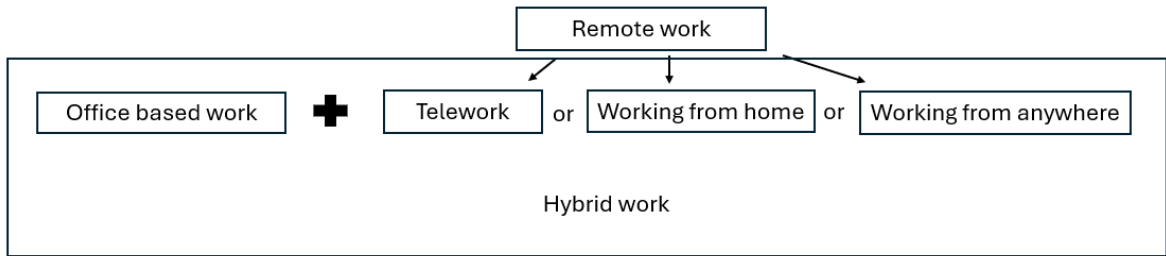 Remote work
Office based work + Telework or Working from home or Working from anywhere
Hybrid work